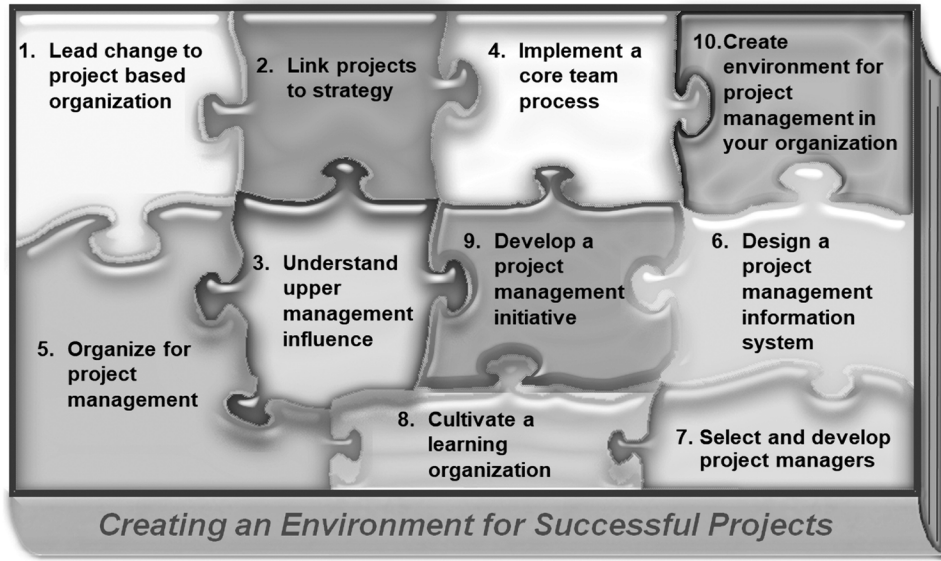 1. Lead change to
project based
organization
2. Link projects
to strategy
4. Implement a
core team
process
10.Create
environment for
project
management in
your organization
5. Organize for
project
management
3. Understand
upper
management
influence
9. Develop a
project
management
initiative
6. Design a
project
management
information
system
8. Cultivate a
learning
organization
7. Select and develop
project managers
Creating an Environment for Successful Projects